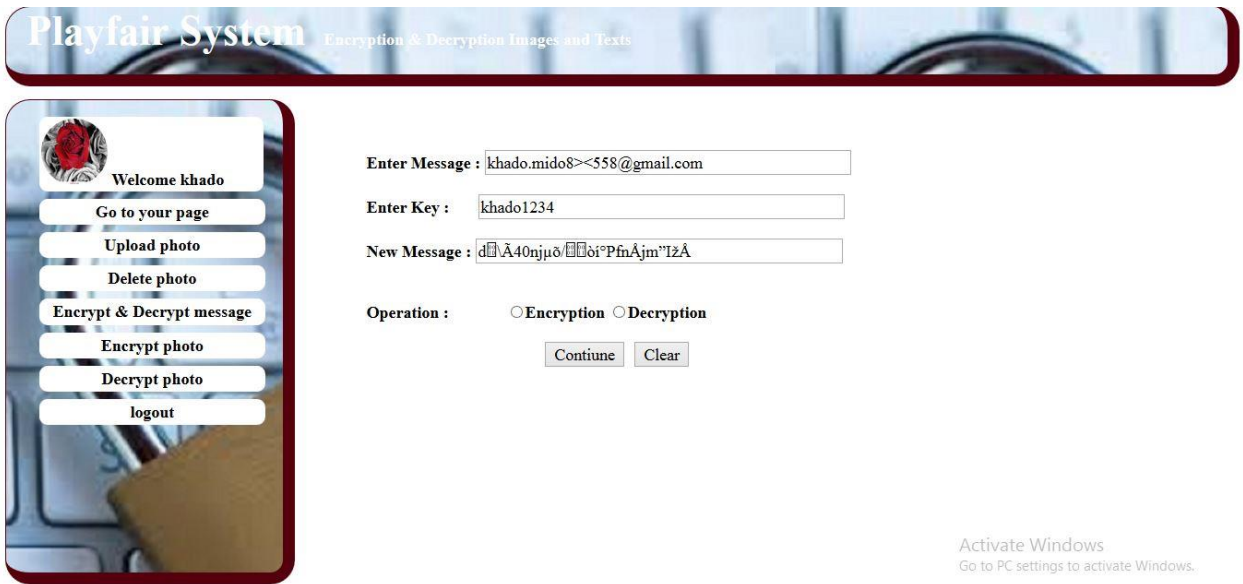 Playfair System Encryption & Decryption Images and Texts
Welcome khado
Go to your page
Upload photo
Delete photo
Encrypt & Decrypt message
Encrypt photo
Decrypt photo
logout
Enter Message : khado.mido8><558@gmail.com
Enter Key : khado1234
New Message :
Operation : Encryption Decryption
Contiune Clear
Activate Windows
Go to PC settings to activate Windows.